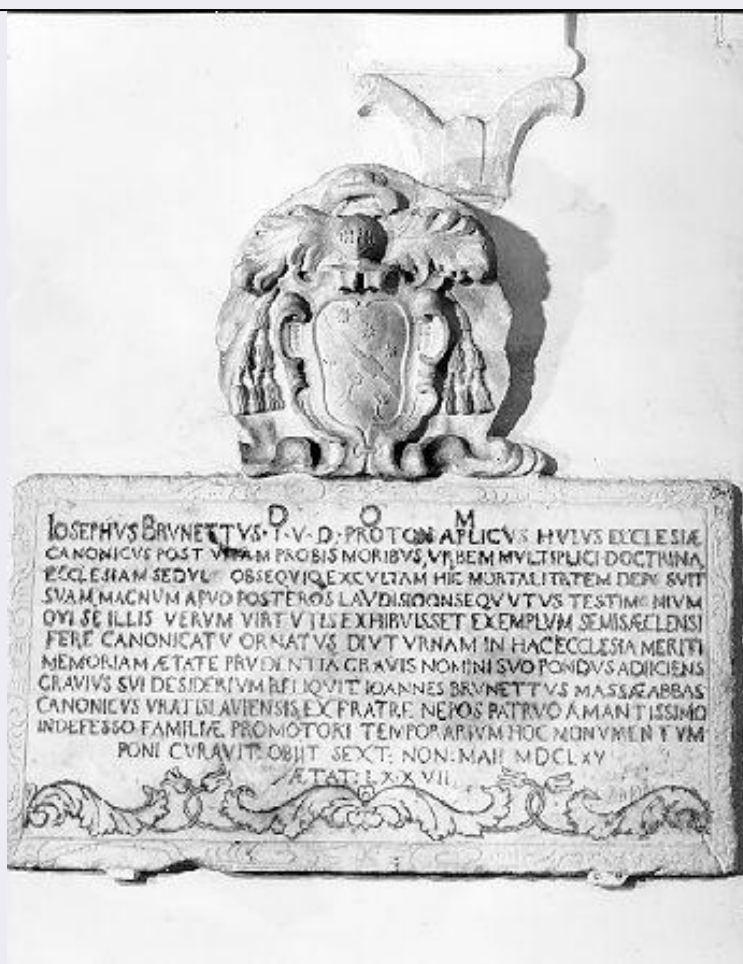 D O M
IOSEPHVS BRVNETTVS·I·V·D·PROTON APLICVS HVIVS ECCLESIÆ
CANONICVS POST VITAM PROBIS MORIBVS, VRBEM MVLTIPLICI DOCTRINA,
ECCLESIAM SEDVLO OBSEQVIO EXCVLTAM HIC MORTALITATEM DEPOSVIT
SVAM MAGNVM APVD POSTEROS LAVDIS CONSEQVVTVS TESTIMONIVM
QVI SE ILLIS VERVM VIRTVTIS EXHIBVISSET EXEMPLVM SEMISÆCLENSI
FERE CANONICATV ORNATVS DIVTVRNAM IN HAC ECCLESIA MERITI
MEMORIAM ÆTATE PRVDENTIA GRAVIS NOMINI SVO PONDVS ADIICIENS
GRAVIVS SVI DESIDERIVM RELIQVIT IOANNES BRVNETTVS MASSÆ ABBAS
CANONICVS VRATISLAVIENSIS EX FRATRE NEPOS PATRVO AMANTISSIMO
INDEFESSO FAMILIÆ PROMOTORI TEMPORARIVM HOC MONVMENTVM
PONI CVRAVIT: OBIIT SEXT: NON: MAII MDCLXV
ÆTAT: LXXVII